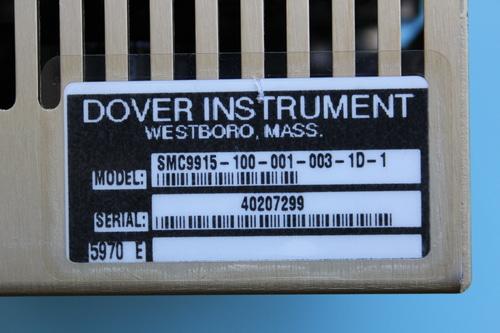 DOVER INSTRUMENT
WESTBORO, MASS.
MODEL: SMC9915-100-001-003-1D-1
SERIAL: 40207299
5970 E